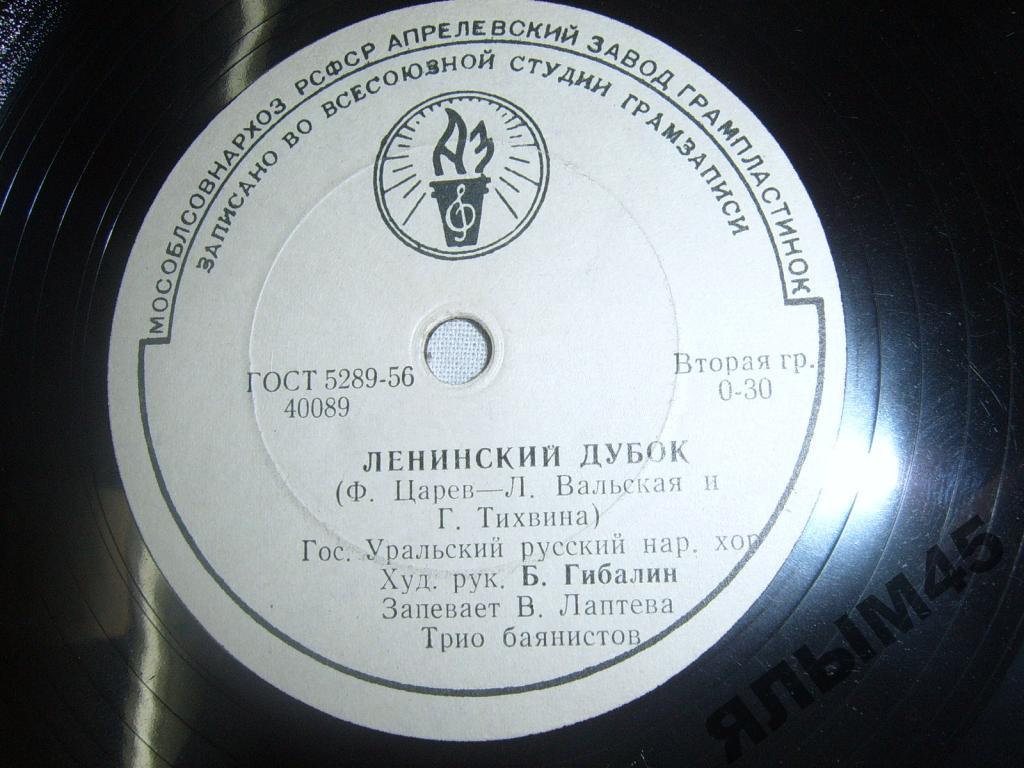 МОСОБЛСОВНАРХОЗ РСФСР АПРЕЛЕВСКИЙ ЗАВОД ГРАМПЛАСТИНОК
ЗАПИСАНО ВО ВСЕСОЮЗНОЙ СТУДИИ ГРАМЗАПИСИ
АЗ
ГОСТ 5289-56
40089
Вторая гр.
0-30
ЛЕНИНСКИЙ ДУБОК
(Ф. Царев—Л. Вальская и
Г. Тихвина)
Гос. Уральский русский нар. хор
Худ. рук. Б. Гибалин
Запевает В. Лаптева
Трио баянистов
ЯЛЫМ45